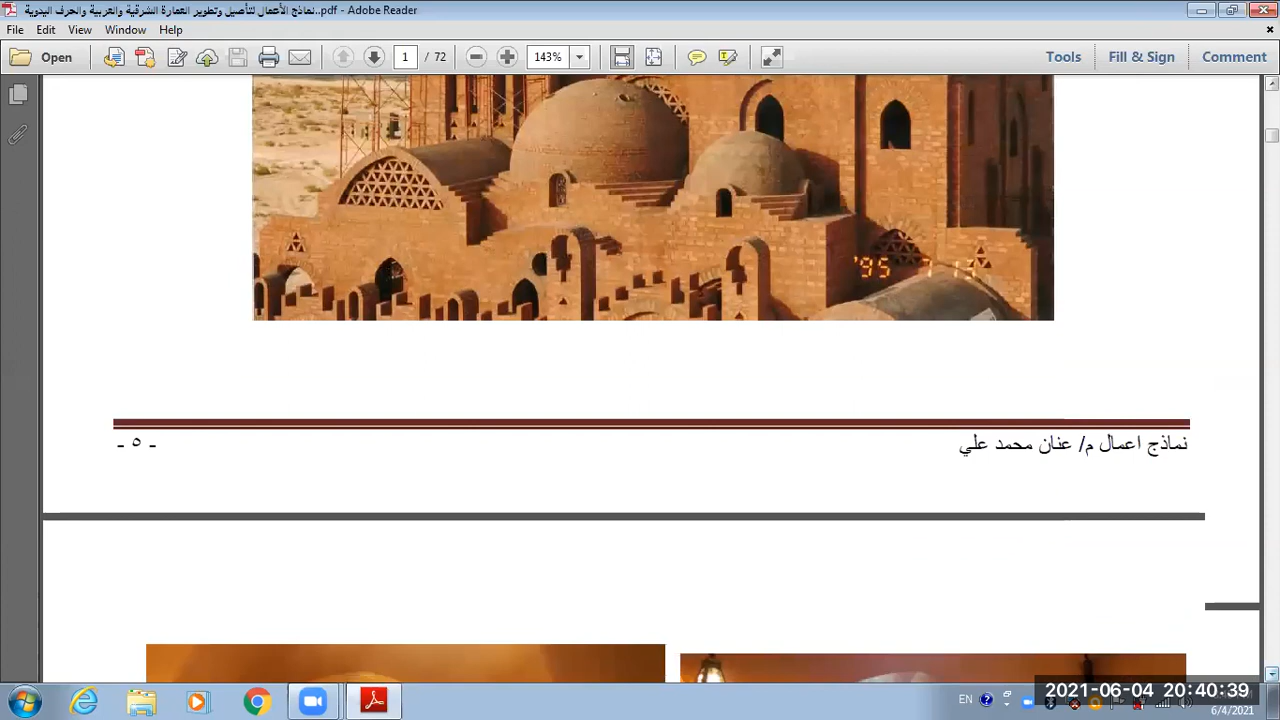 نماذج الأعمال لتأصيل وتطوير العمارة الشرقية والعربية والحرف اليدوية..pdf - Adobe Reader
File Edit View Window Help
Open 1 / 72 143% Tools Fill & Sign Comment
'95 7
نماذج اعمال م/ عنان محمد علي
- ٥ -
EN
2021-06-04 20:40:39
6/4/2021